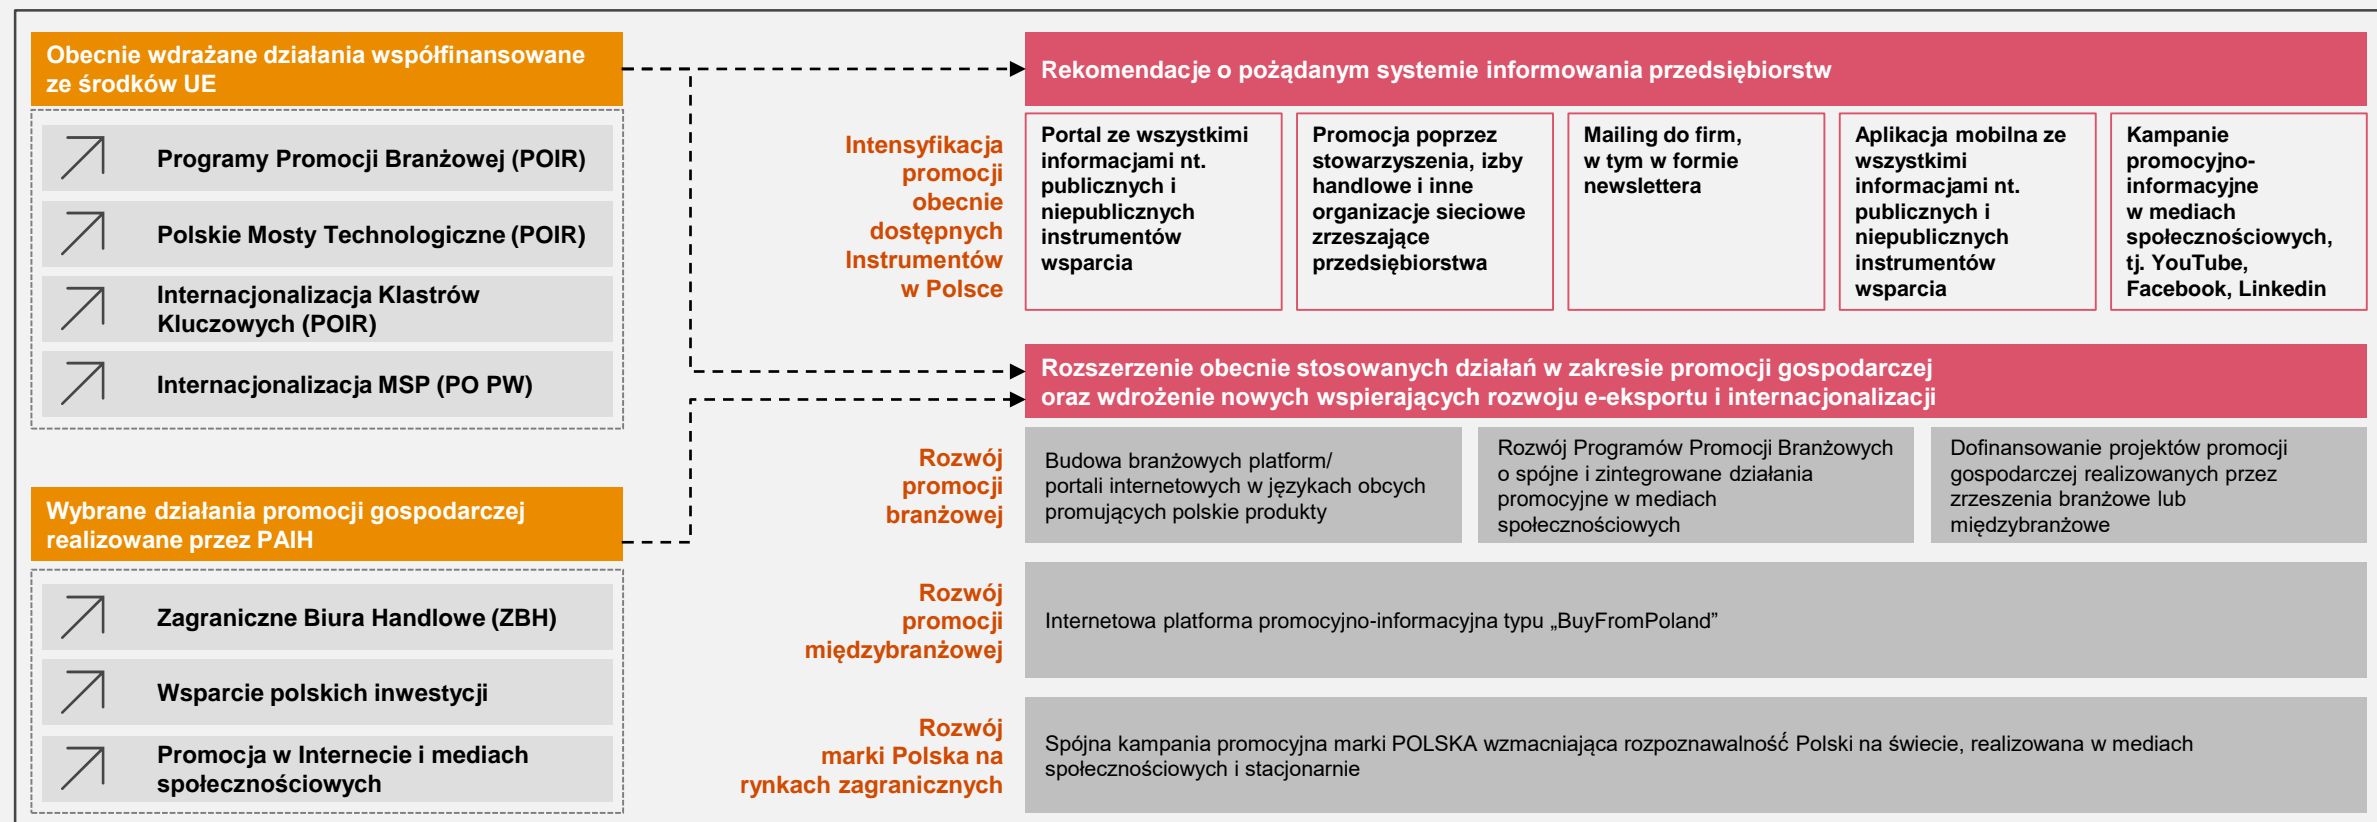 Obecnie wdrażane działania współfinansowane
ze środków UE
Programy Promocji Branżowej (POIR)
Polskie Mosty Technologiczne (POIR)
Internacjonalizacja Klastrów
Kluczowych (POIR)
Internacjonalizacja MSP (PO PW)
Wybrane działania promocji gospodarczej
realizowane przez PAIH
Zagraniczne Biura Handlowe (ZBH)
Wsparcie polskich inwestycji
Promocja w Internecie i mediach
społecznościowych
Rekomendacje o pożądanym systemie informowania przedsiębiorstw
Intensyfikacja
promocji
obecnie
dostępnych
Instrumentów
w Polsce
Portal ze wszystkimi
informacjami nt.
publicznych i
niepublicznych
instrumentów
wsparcia
Promocja poprzez
stowarzyszenia, izby
handlowe i inne
organizacje sieciowe
zrzeszające
przedsiębiorstwa
Mailing do firm,
w tym w formie
newslettera
Aplikacja mobilna ze
wszystkimi
informacjami nt.
publicznych i
niepublicznych
instrumentów
wsparcia
Kampanie
promocyjno-
informacyjne
w mediach
społecznościowych,
tj. YouTube,
Facebook, Linkedin
Rozszerzenie obecnie stosowanych działań w zakresie promocji gospodarczej
oraz wdrożenie nowych wspierających rozwoju e-eksportu i internacjonalizacji
Rozwój
promocji
branżowej
Budowa branżowych platform/
portali internetowych w językach obcych
promujących polskie produkty
Rozwój Programów Promocji Branżowych
o spójne i zintegrowane działania
promocyjne w mediach
społecznościowych
Dofinansowanie projektów promocji
gospodarczej realizowanych przez
zrzeszenia branżowe lub
międzybranżowe
Rozwój
promocji
międzybranżowej
Internetowa platforma promocyjno-informacyjna typu „BuyFromPoland”
Rozwój
marki Polska na
rynkach zagranicznych
Spójna kampania promocyjna marki POLSKA wzmacniająca rozpoznawalność Polski na świecie, realizowana w mediach
społecznościowych i stacjonarnie